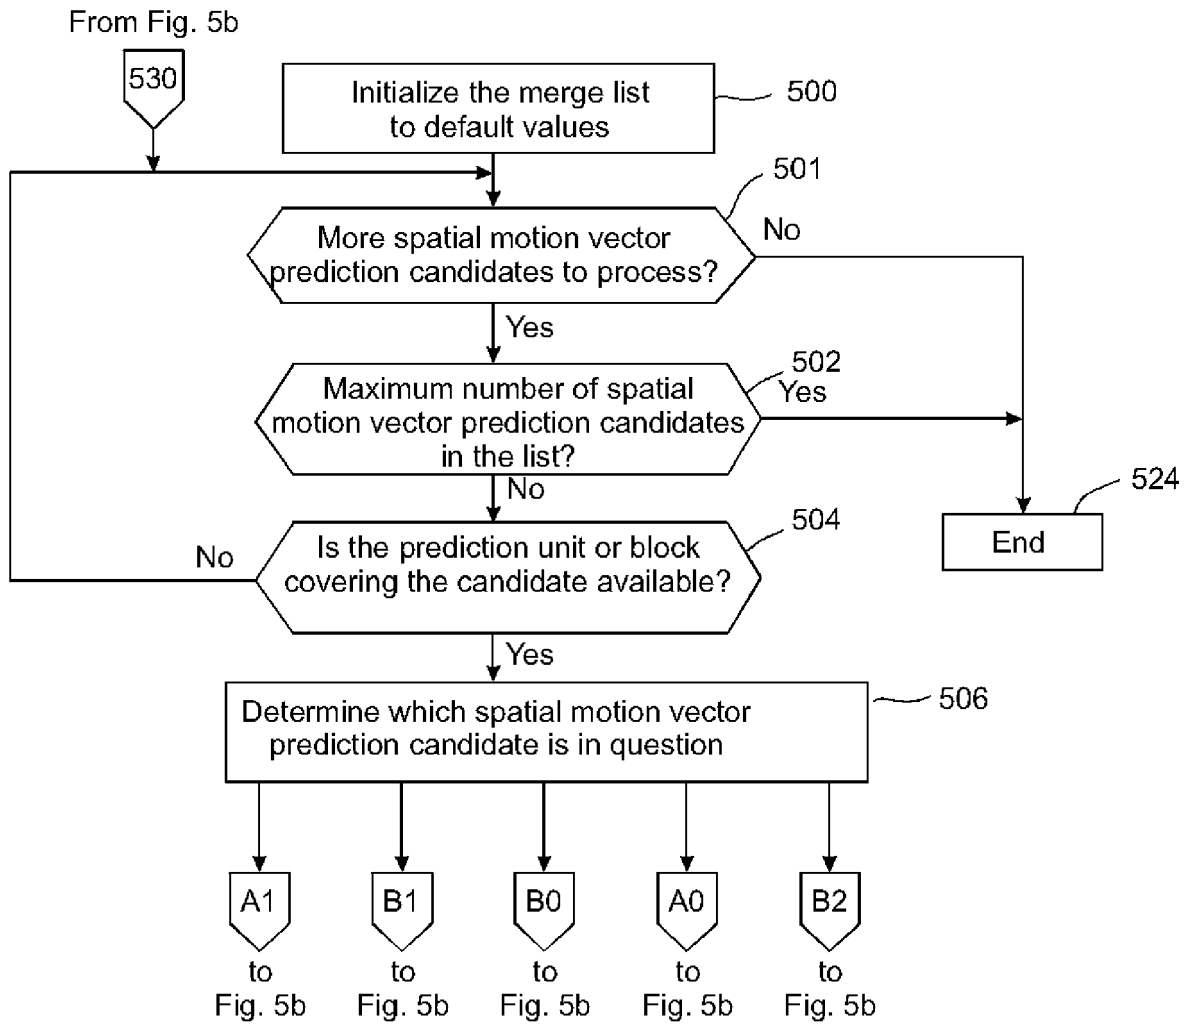 From Fig. 5b
530
Initialize the merge list
to default values
500
501
More spatial motion vector
prediction candidates to process?
No
Yes
502
Maximum number of spatial
motion vector prediction candidates
in the list?
Yes
No
524
End
504
Is the prediction unit or block
covering the candidate available?
No
Yes
506
Determine which spatial motion vector
prediction candidate is in question
A1
B1
B0
A0
B2
to
Fig. 5b
to
Fig. 5b
to
Fig. 5b
to
Fig. 5b
to
Fig. 5b